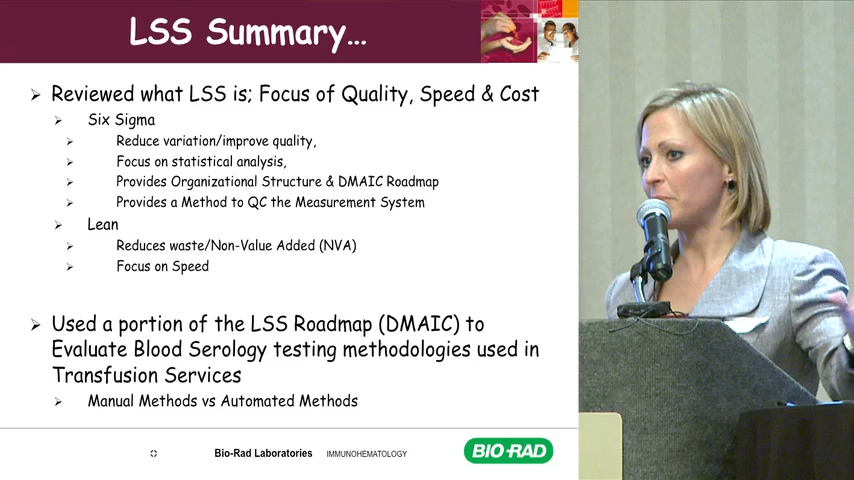 LSS Summary…
Reviewed what LSS is; Focus of Quality, Speed & Cost
Six Sigma
Reduce variation/improve quality,
Focus on statistical analysis,
Provides Organizational Structure & DMAIC Roadmap
Provides a Method to QC the Measurement System
Lean
Reduces waste/Non-Value Added (NVA)
Focus on Speed
Used a portion of the LSS Roadmap (DMAIC) to
Evaluate Blood Serology testing methodologies used in
Transfusion Services
Manual Methods vs Automated Methods
Bio-Rad Laboratories IMMUNOHEMATOLOGY
BIO-RAD